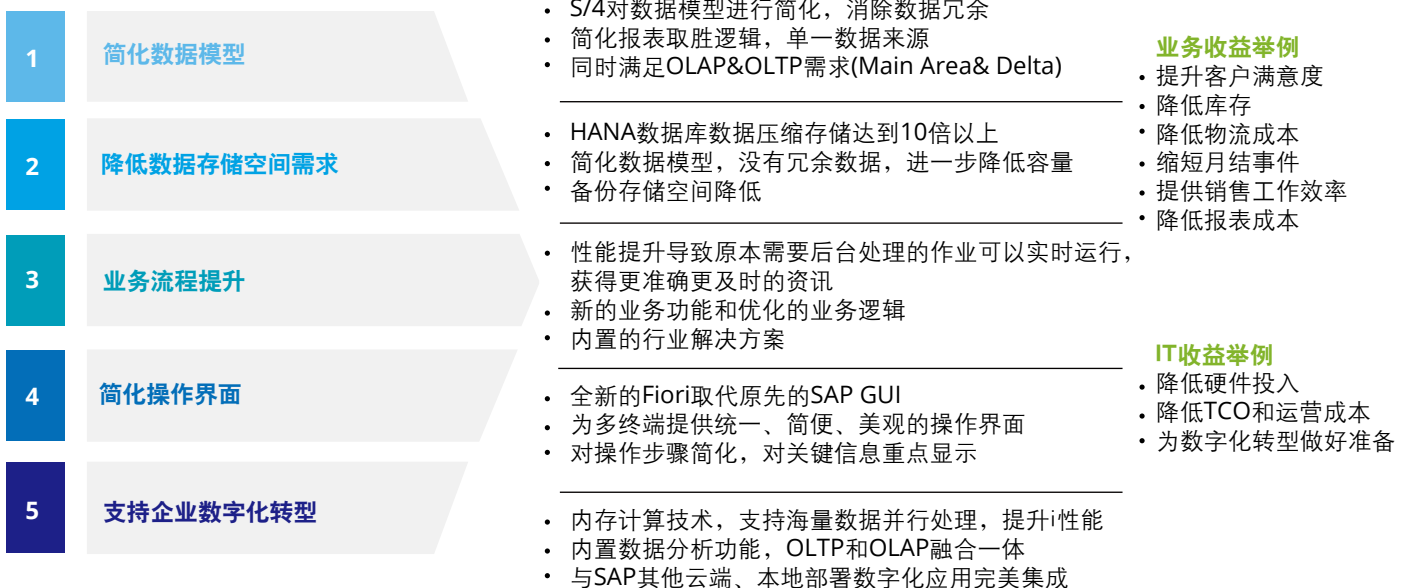 1
简化数据模型
• S/4对数据模型进行简化，消除数据冗余
• 简化报表取胜逻辑，单一数据来源
• 同时满足OLAP&OLTP需求(Main Area& Delta)
2
降低数据存储空间需求
• HANA数据库数据压缩存储达到10倍以上
• 简化数据模型，没有冗余数据，进一步降低容量
• 备份存储空间降低
3
业务流程提升
• 性能提升导致原本需要后台处理的作业可以实时运行，
获得更准确更及时的资讯
• 新的业务功能和优化的业务逻辑
• 内置的行业解决方案
4
简化操作界面
• 全新的Fiori取代原先的SAP GUI
• 为多终端提供统一、简便、美观的操作界面
• 对操作步骤简化，对关键信息重点显示
5
支持企业数字化转型
• 内存计算技术，支持海量数据并行处理，提升i性能
• 内置数据分析功能，OLTP和OLAP融合一体
• 与SAP其他云端、本地部署数字化应用完美集成
业务收益举例
• 提升客户满意度
• 降低库存
• 降低物流成本
• 缩短月结事件
• 提供销售工作效率
• 降低报表成本
IT收益举例
• 降低硬件投入
• 降低TCO和运营成本
• 为数字化转型做好准备